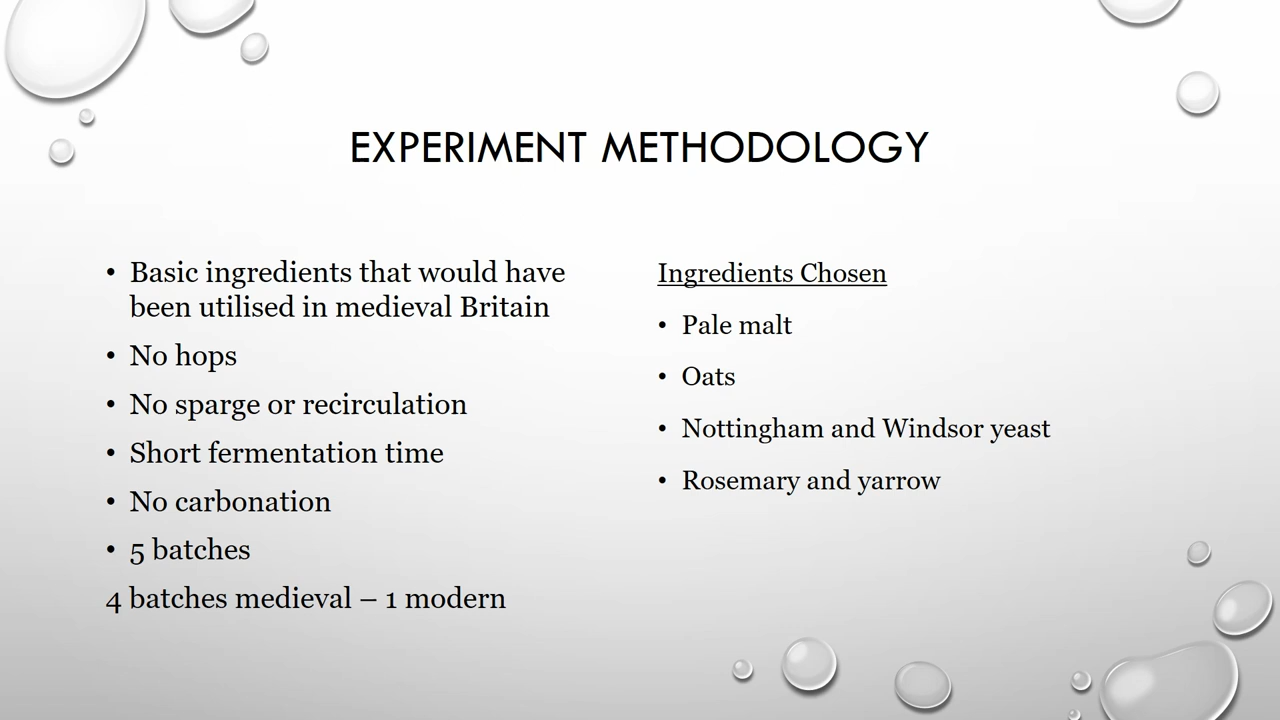 EXPERIMENT METHODOLOGY
• Basic ingredients that would have
been utilised in medieval Britain
• No hops
• No sparge or recirculation
• Short fermentation time
• No carbonation
• 5 batches
4 batches medieval – 1 modern
Ingredients Chosen
• Pale malt
• Oats
• Nottingham and Windsor yeast
• Rosemary and yarrow